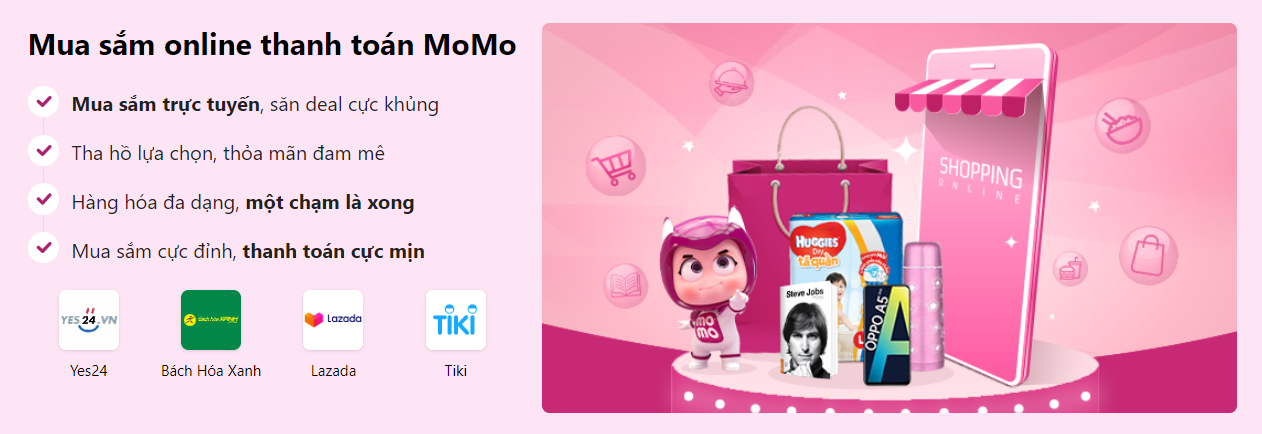 Mua sắm online thanh toán MoMo
Mua sắm trực tuyến, săn deal cực khủng
Tha hồ lựa chọn, thỏa mãn đam mê
Hàng hóa đa dạng, một chạm là xong
Mua sắm cực đỉnh, thanh toán cực mịn
YES24.VN
Bách hóa XANH
Lazada
TIKI
Yes24
Bách Hóa Xanh
Lazada
Tiki
SHOPPING
ONLINE
HUGGIES
Dry
tã quần
L
Steve Jobs
OPPO A5
A
mo
mo